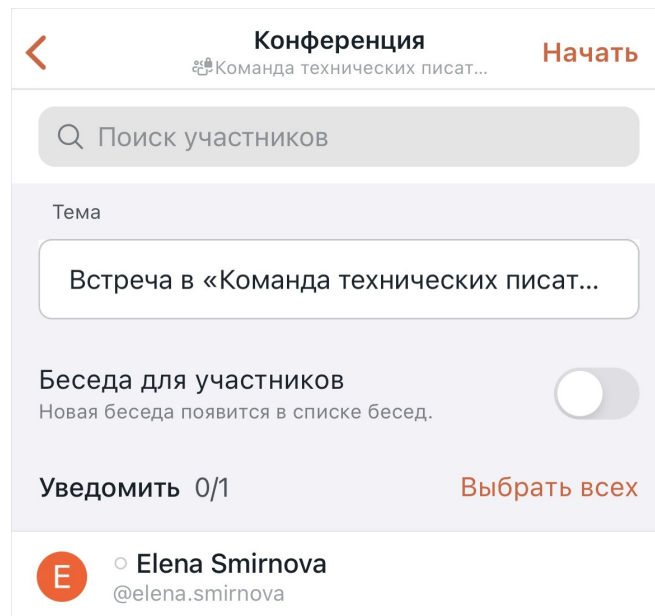 Конференция
Начать
Команда технических писат...
Поиск участников
Тема
Встреча в «Команда технических писат...
Беседа для участников
Новая беседа появится в списке бесед.
Уведомить 0/1
Выбрать всех
E
Elena Smirnova
@elena.smirnova